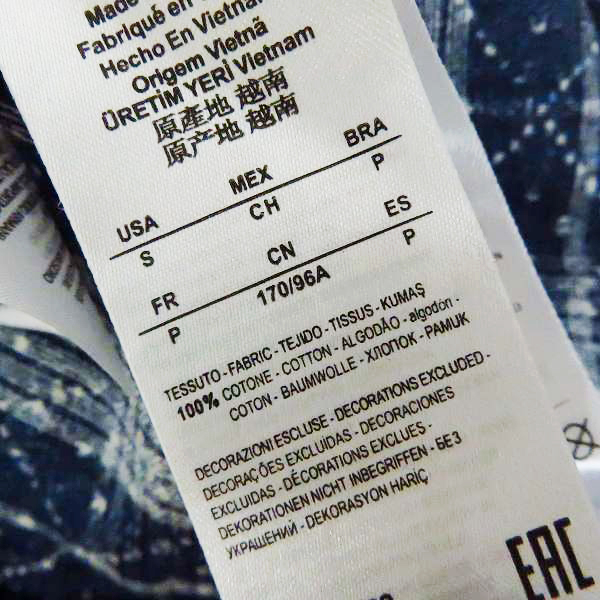 Made
Fabriqué en
Hecho En Vietnam
Origem Vietnã
ÜRETİM YERİ Vietnam
原產地 越南
原产地 越南
USA MEX BRA
S CH P
FR CN ES
P 170/96A P
TESSUTO - FABRIC - TEJIDO - TISSUS - KUMAŞ
100% COTONE - COTTON - ALGODÃO - algodón -
COTON - BAUMWOLLE - ХЛОПОК - PAMUK
DECORAZIONI ESCLUSE - DECORATIONS EXCLUDED -
DECORAÇÕES EXCLUÍDAS - DECORACIONES
EXCLUIDAS - DÉCORATIONS EXCLUES -
DEKORATIONEN NICHT INBEGRIFFEN - БЕЗ
УКРАШЕНИЙ - DEKORASYON HARİÇ
EAC